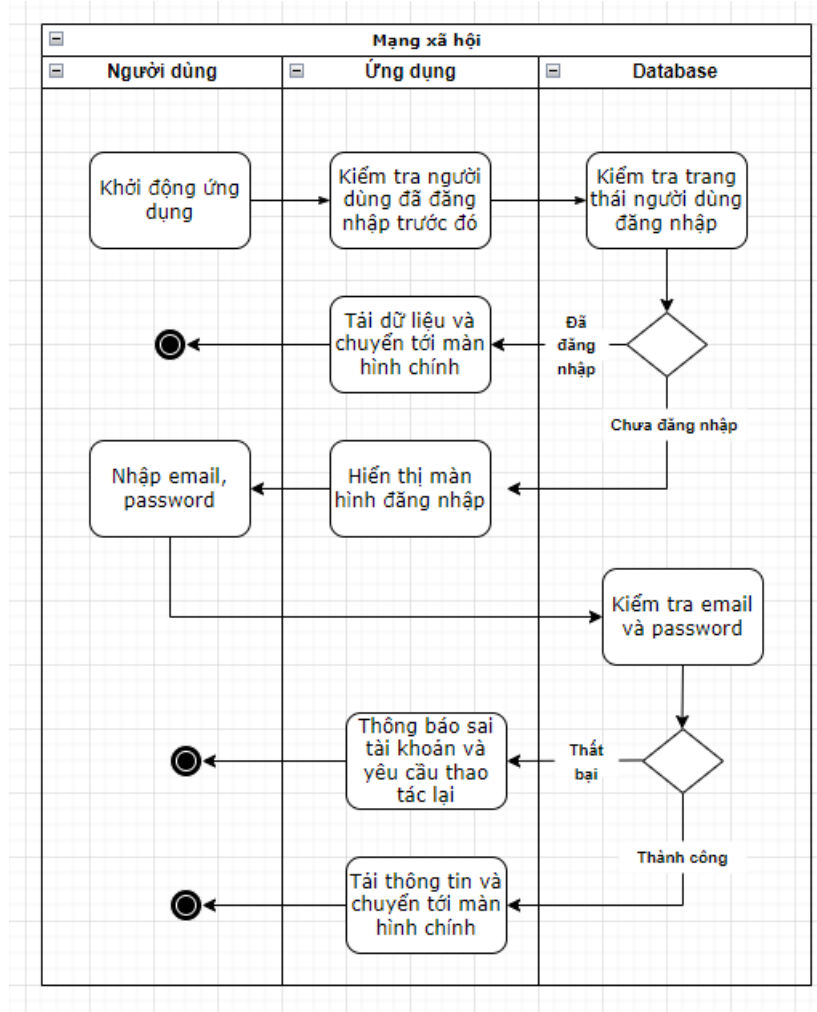 Mạng xã hội
Người dùng
Ứng dụng
Database
Khởi động ứng
dụng
Kiểm tra người
dùng đã đăng
nhập trước đó
Kiểm tra trang
thái người dùng
đăng nhập
Tải dữ liệu và
chuyển tới màn
hình chính
Đã
đăng
nhập
Chưa đăng nhập
Nhập email,
password
Hiển thị màn
hình đăng nhập
Kiểm tra email
và password
Thông báo sai
tài khoản và
yêu cầu thao
tác lại
Thất
bại
Thành công
Tải thông tin và
chuyển tới màn
hình chính